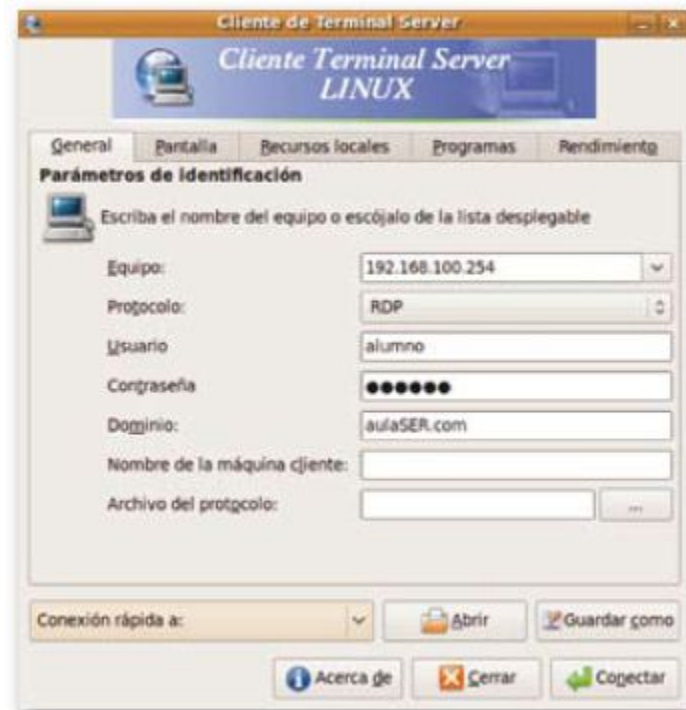 Cliente de Terminal Server
Cliente Terminal Server
LINUX
General Pantalla Recursos locales Programas Rendimiento
Parámetros de identificación
Escriba el nombre del equipo o escójalo de la lista desplegable
Equipo: 192.168.100.254
Protocolo: RDP
Usuario alumno
Contraseña ●●●●●●
Dominio: aulaSER.com
Nombre de la máquina cliente:
Archivo del protocolo: ...
Conexión rápida a: Abrir Guardar como
Acerca de Cerrar Conectar